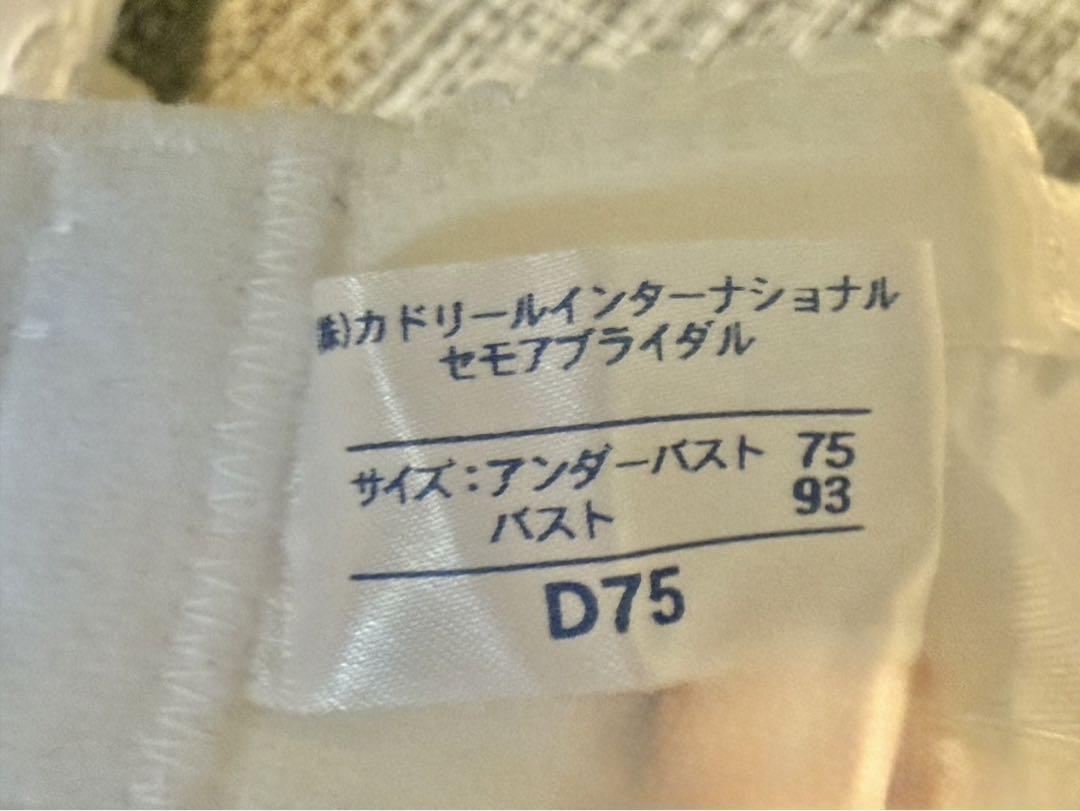 ㈱カドリールインターナショナル
セモアブライダル
サイズ：アンダーバスト 75
バスト 93
D75